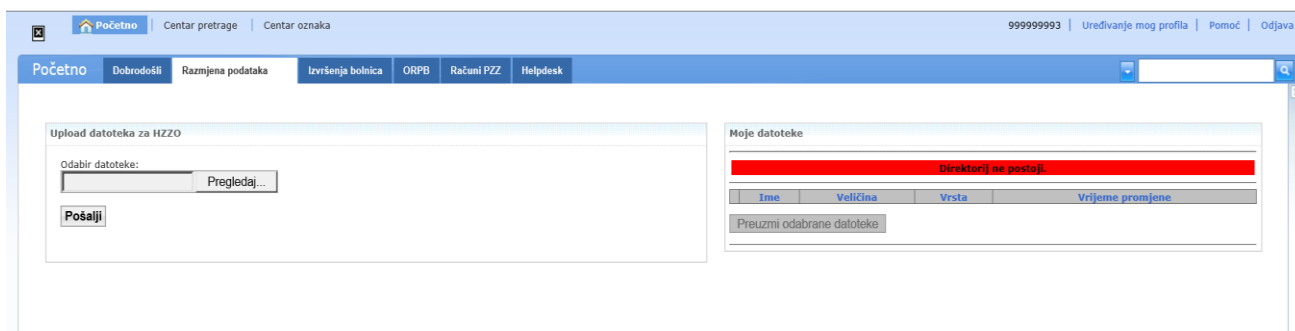 Početno | Centar pretrage | Centar oznaka
999999993 | Uređivanje mog profila | Pomoć | Odjava
Početno Dobrodošli Razmjena podataka Izvršenja bolnica ORPB Računi PZZ Helpdesk
Upload datoteka za HZZO
Odabir datoteke:
Pregledaj...
Pošalji
Moje datoteke
Direktorij ne postoji.
Ime Veličina Vrsta Vrijeme promjene
Preuzmi odabrane datoteke